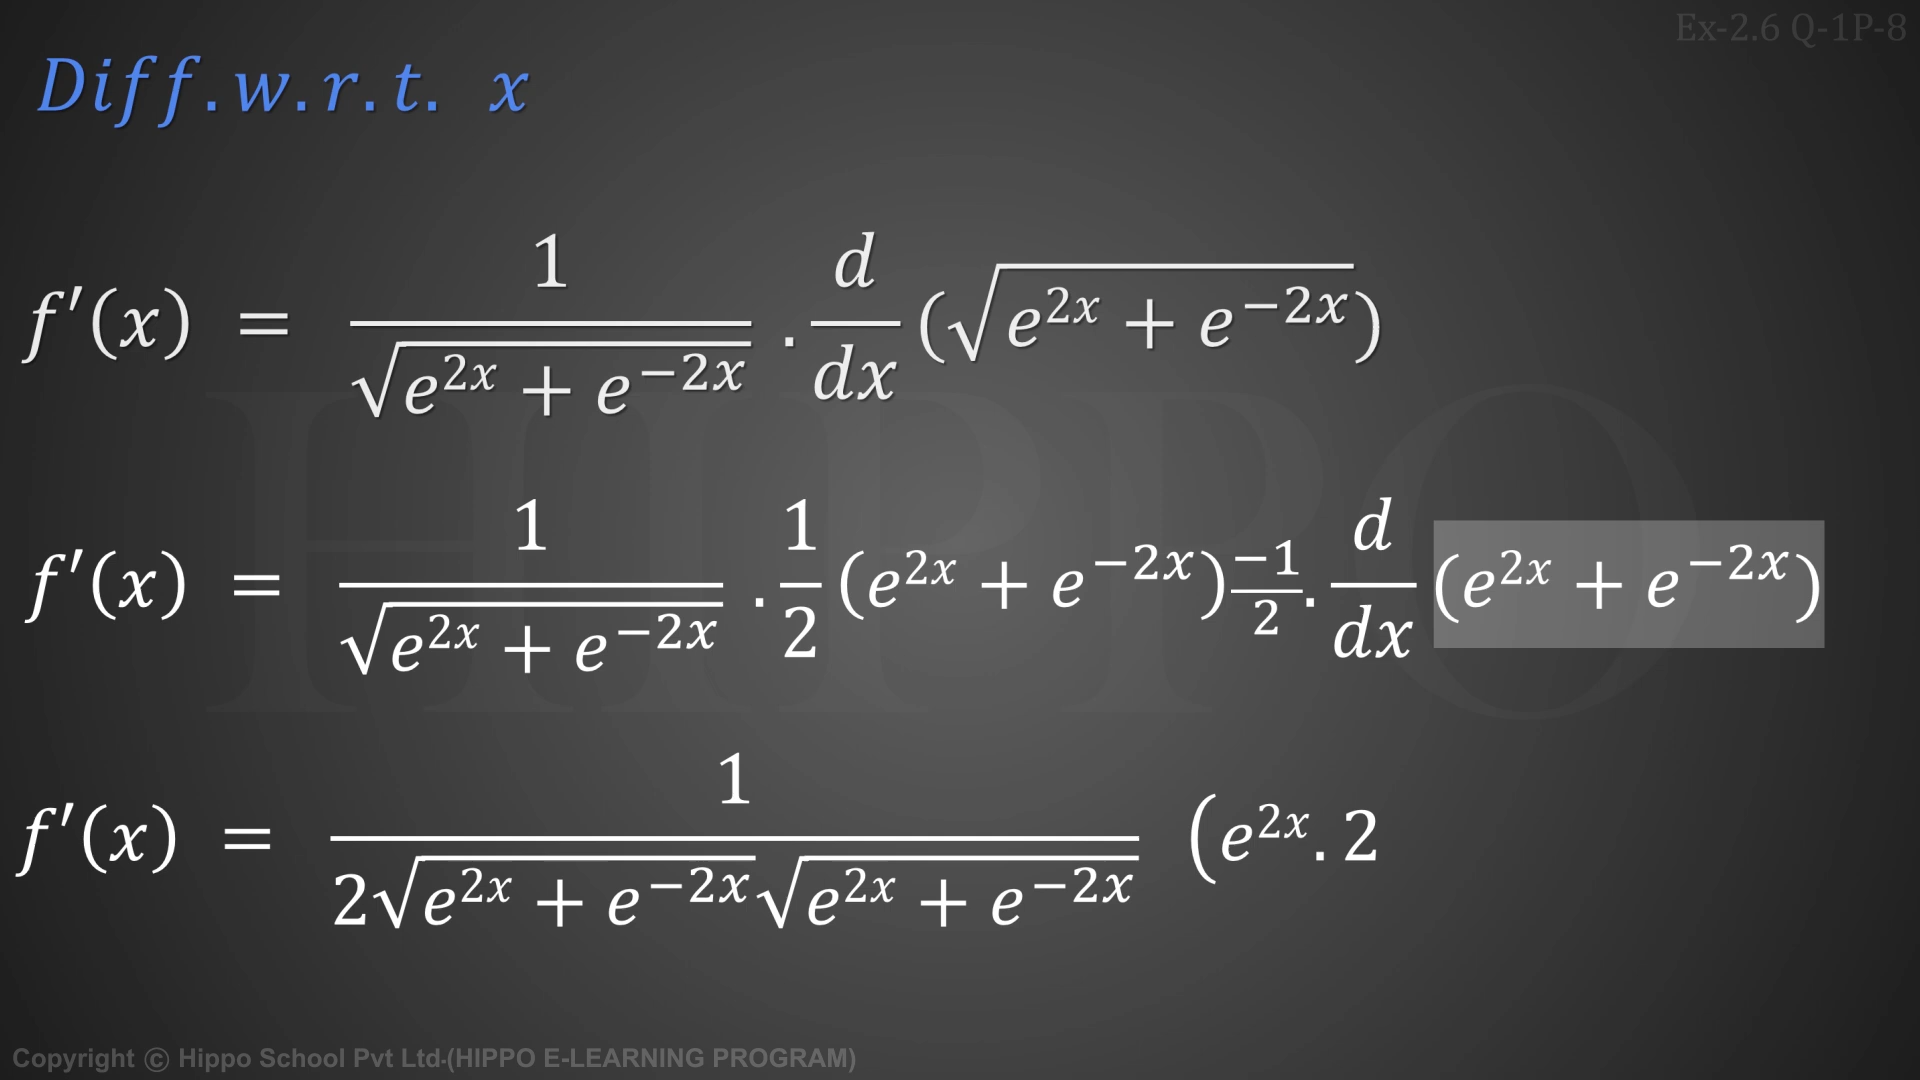 Ex-2.6 Q-1P-8
Diff.w.r.t. x
f′(x) = 1/√(e^{2x} + e^{−2x}) . d/dx (√(e^{2x} + e^{−2x}))
f′(x) = 1/√(e^{2x} + e^{−2x}) . 1/2 (e^{2x} + e^{−2x})^{−1/2} . d/dx (e^{2x} + e^{−2x})
f′(x) = 1/(2√(e^{2x} + e^{−2x})√(e^{2x} + e^{−2x})) (e^{2x}. 2
HIPPO
Copyright © Hippo School Pvt Ltd.(HIPPO E-LEARNING PROGRAM)